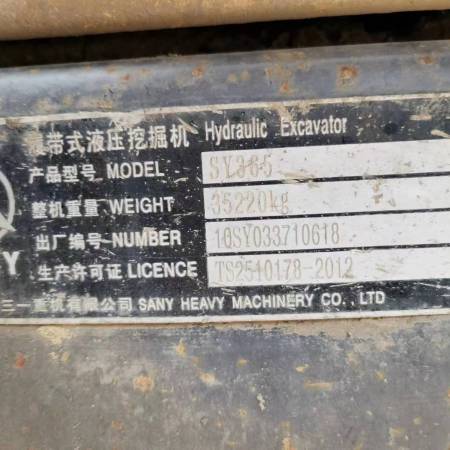 带式液压挖掘机 Hydraulic Excavator
产品型号 MODEL SY365
整机重量 WEIGHT 35220kg
出厂编号 NUMBER 10SY033710618
生产许可证 LICENCE TS2510178-2012
Y
三一重机有限公司 SANY HEAVY MACHINERY CO., LTD